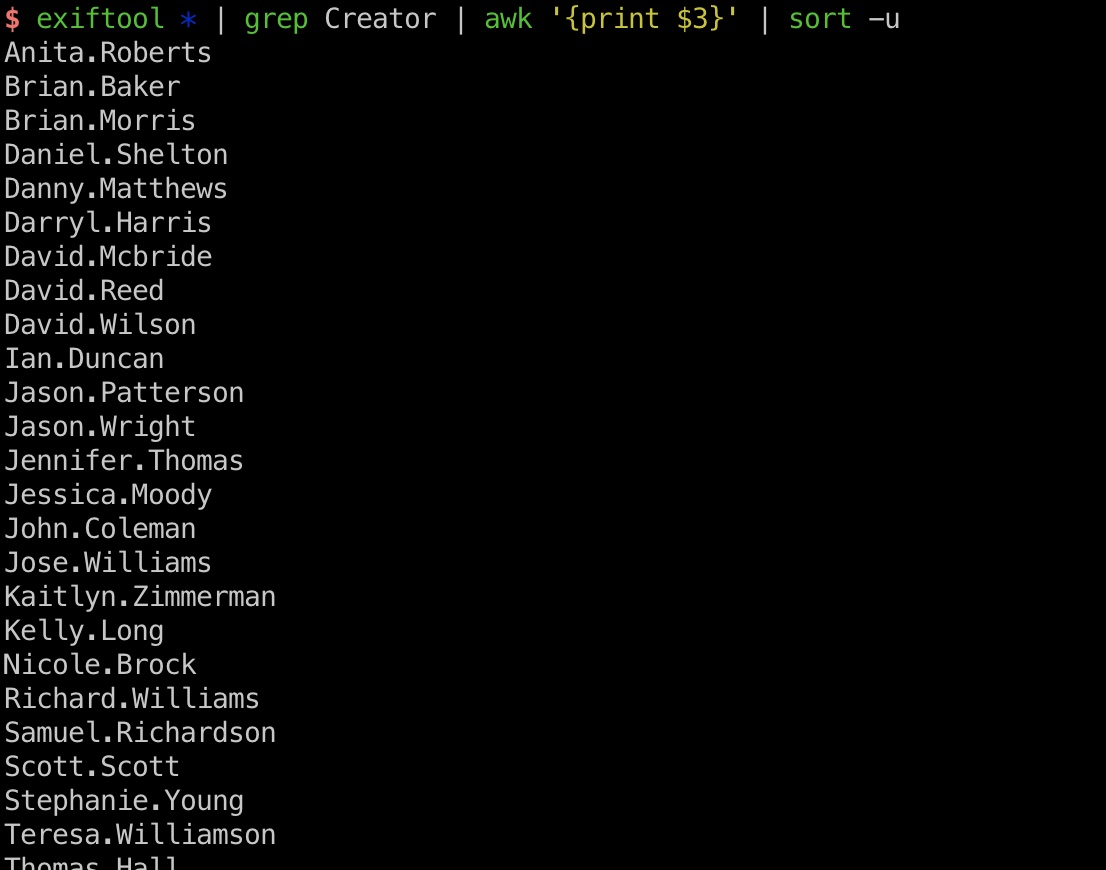 $ exiftool * | grep Creator | awk '{print $3}' | sort -u
Anita.Roberts
Brian.Baker
Brian.Morris
Daniel.Shelton
Danny.Matthews
Darryl.Harris
David.Mcbride
David.Reed
David.Wilson
Ian.Duncan
Jason.Patterson
Jason.Wright
Jennifer.Thomas
Jessica.Moody
John.Coleman
Jose.Williams
Kaitlyn.Zimmerman
Kelly.Long
Nicole.Brock
Richard.Williams
Samuel.Richardson
Scott.Scott
Stephanie.Young
Teresa.Williamson
Thomas.Hall